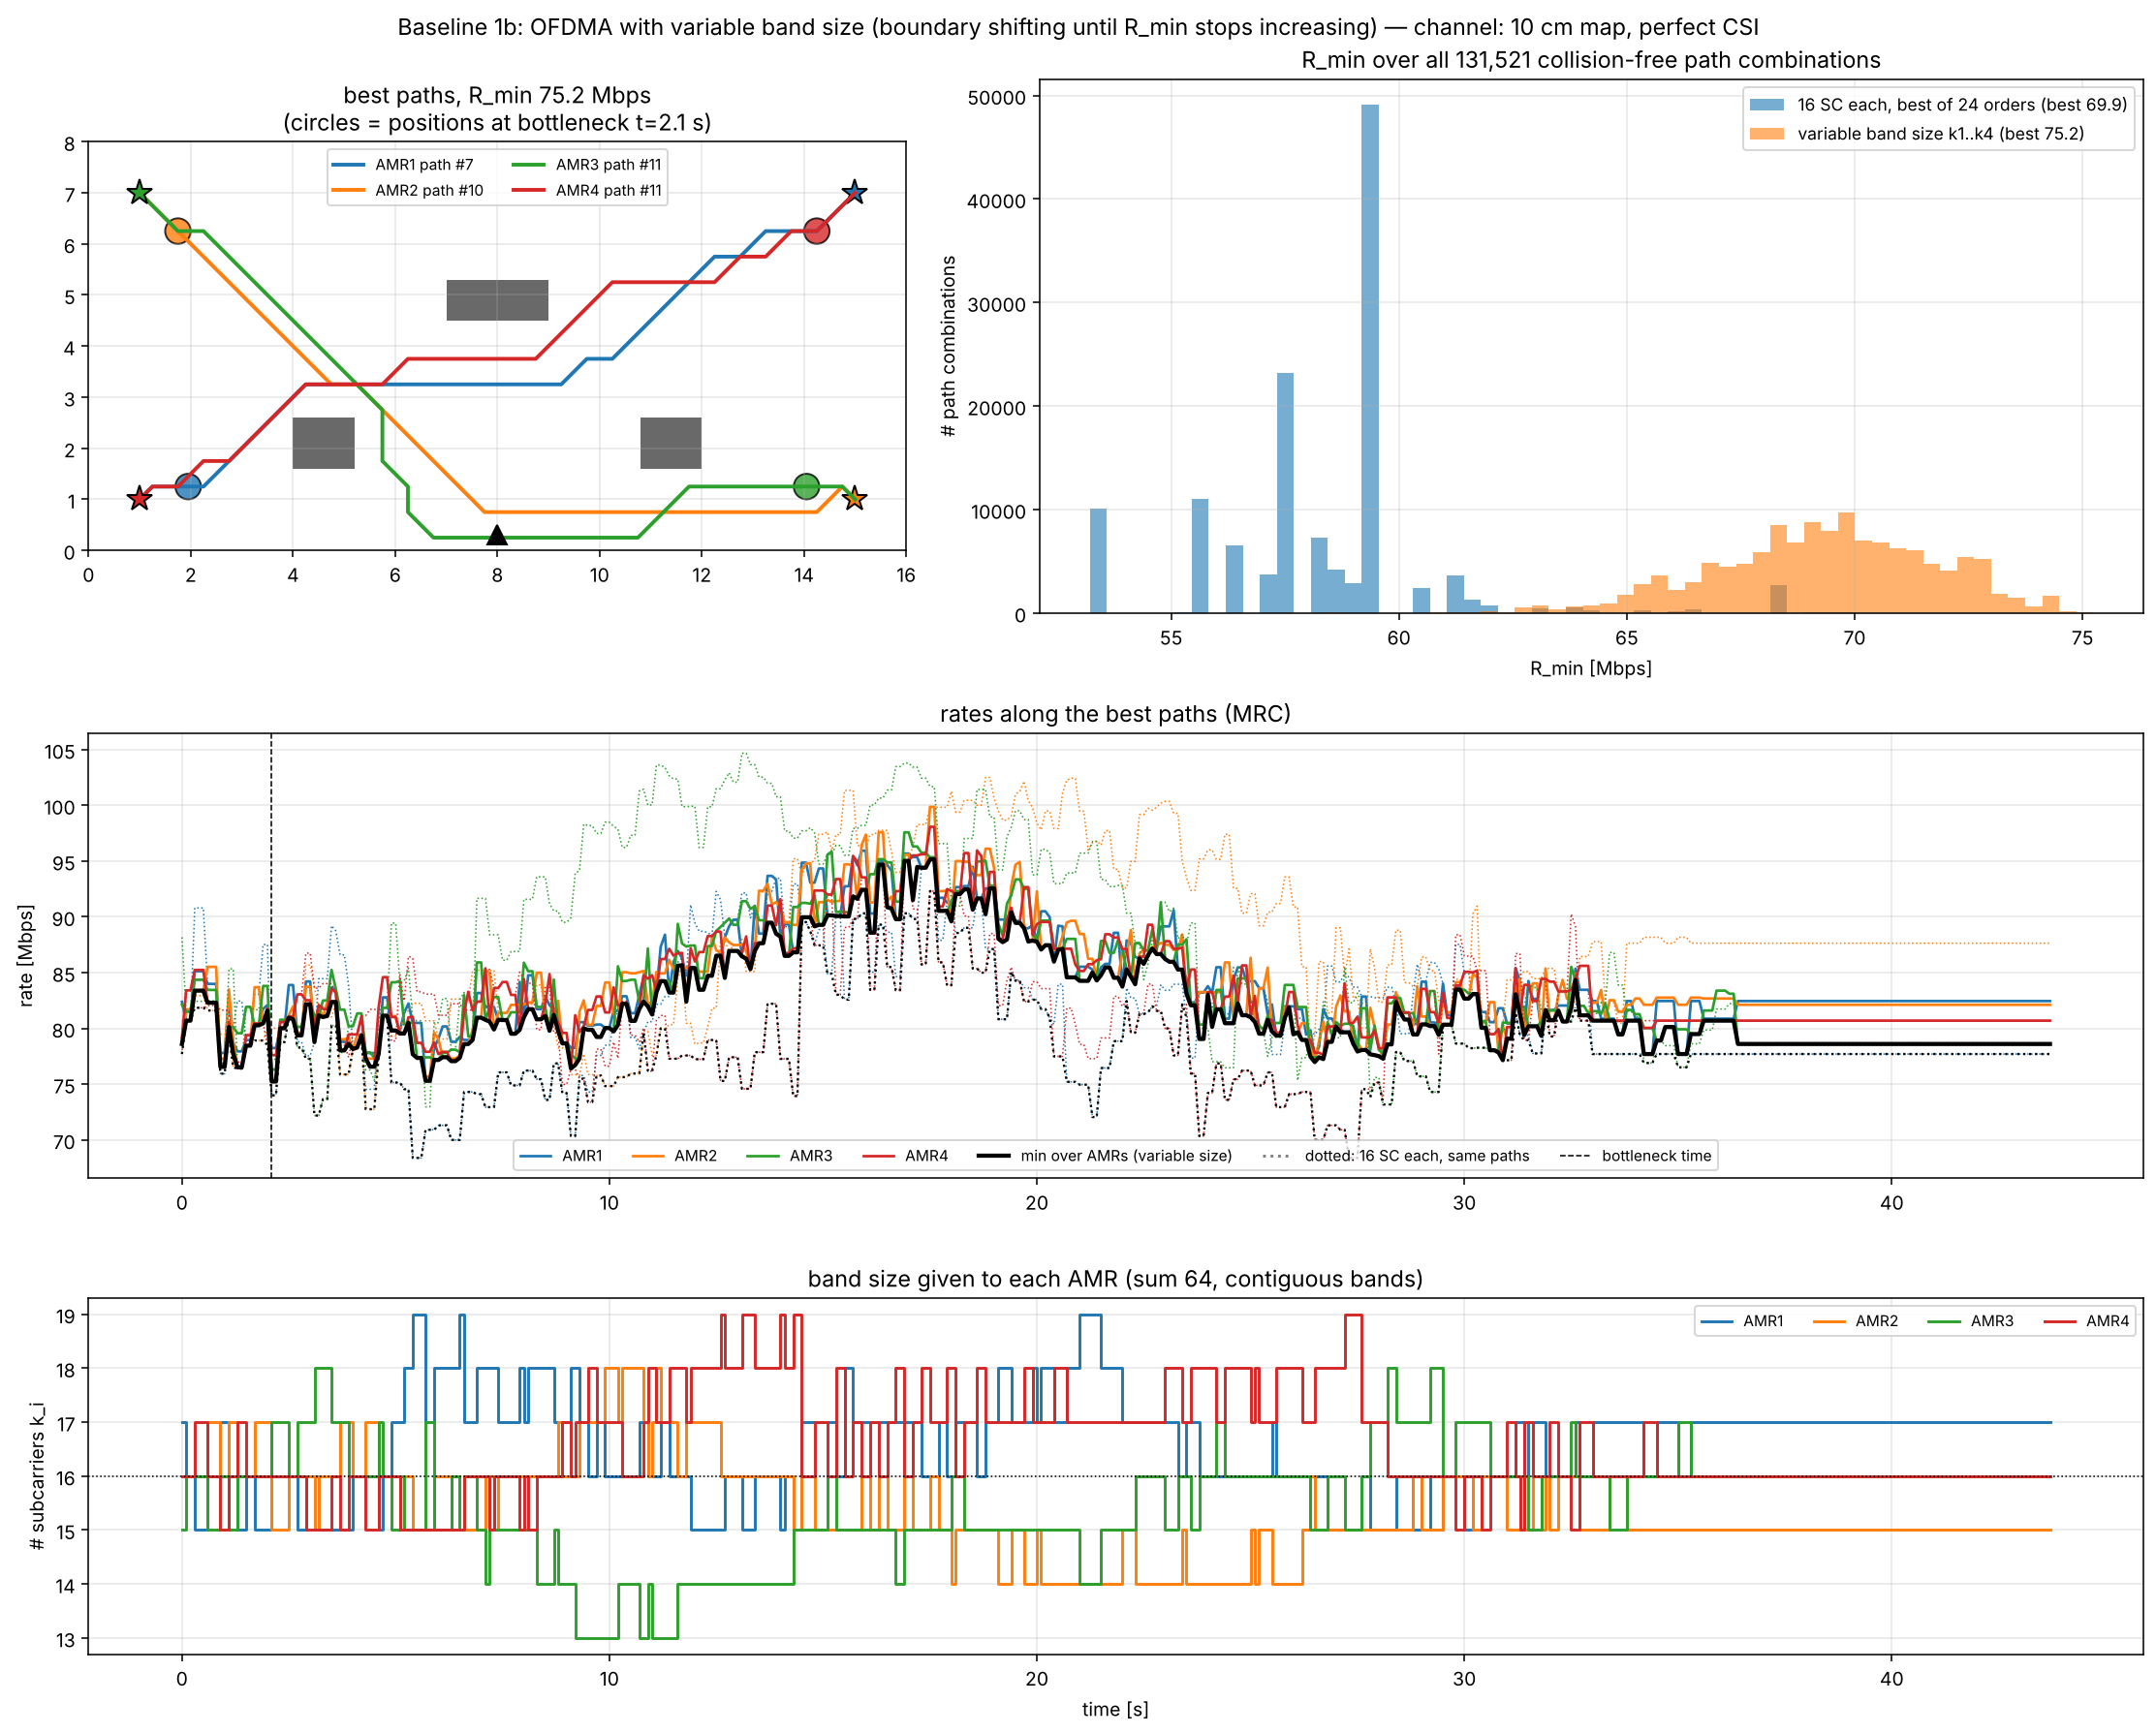 Baseline 1b: OFDMA with variable band size (boundary shifting until R_min stops increasing) — channel: 10 cm map, perfect CSI
best paths, R_min 75.2 Mbps
(circles = positions at bottleneck t=2.1 s)
AMR1 path #7
AMR2 path #10
AMR3 path #11
AMR4 path #11
8
7
6
5
4
3
2
1
0
0 2 4 6 8 10 12 14 16
R_min over all 131,521 collision-free path combinations
16 SC each, best of 24 orders (best 69.9)
variable band size k1..k4 (best 75.2)
# path combinations
50000
40000
30000
20000
10000
0
55 60 65 70 75
R_min [Mbps]
rates along the best paths (MRC)
rate [Mbps]
105
100
95
90
85
80
75
70
AMR1 AMR2 AMR3 AMR4 min over AMRs (variable size) dotted: 16 SC each, same paths bottleneck time
0 10 20 30 40
band size given to each AMR (sum 64, contiguous bands)
AMR1 AMR2 AMR3 AMR4
# subcarriers k_i
19
18
17
16
15
14
13
0 10 20 30 40
time [s]